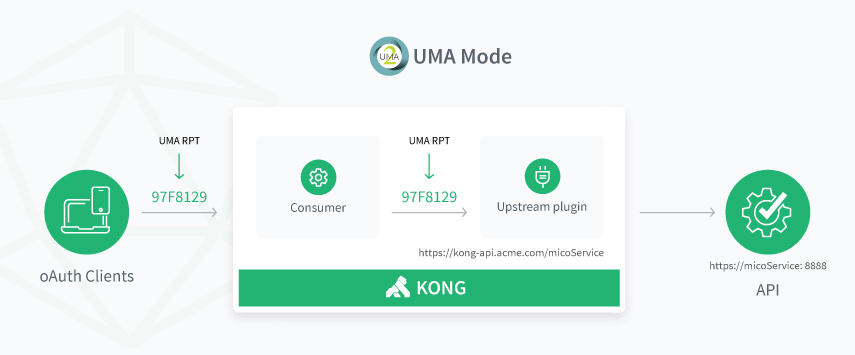 UMA
2
UMA Mode
UMA RPT
97F8129
UMA RPT
97F8129
Consumer
Upstream plugin
https://kong-api.acme.com/micoService
KONG
oAuth Clients
https://micoService: 8888
API